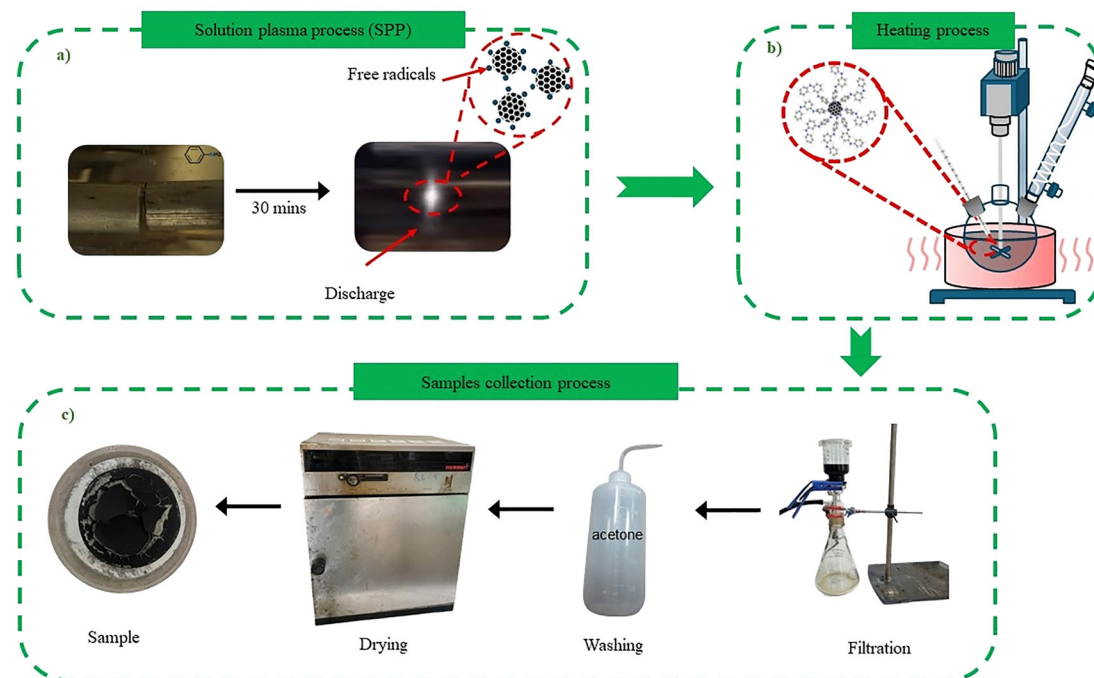 Solution plasma process (SPP)
a)
Free radicals
30 mins
Discharge
Heating process
b)
Samples collection process
c)
acetone
Sample
Drying
Washing
Filtration